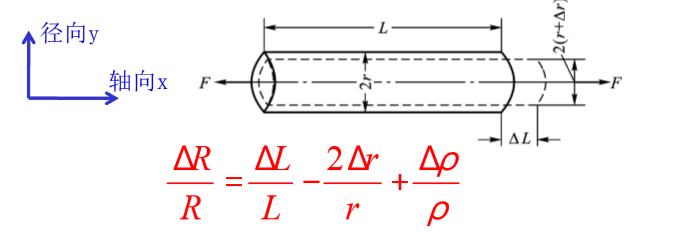 径向y
轴向x
L
F
2r
2(r+Δr)
F
ΔL
ΔR/R = ΔL/L − 2Δr/r + Δρ/ρ